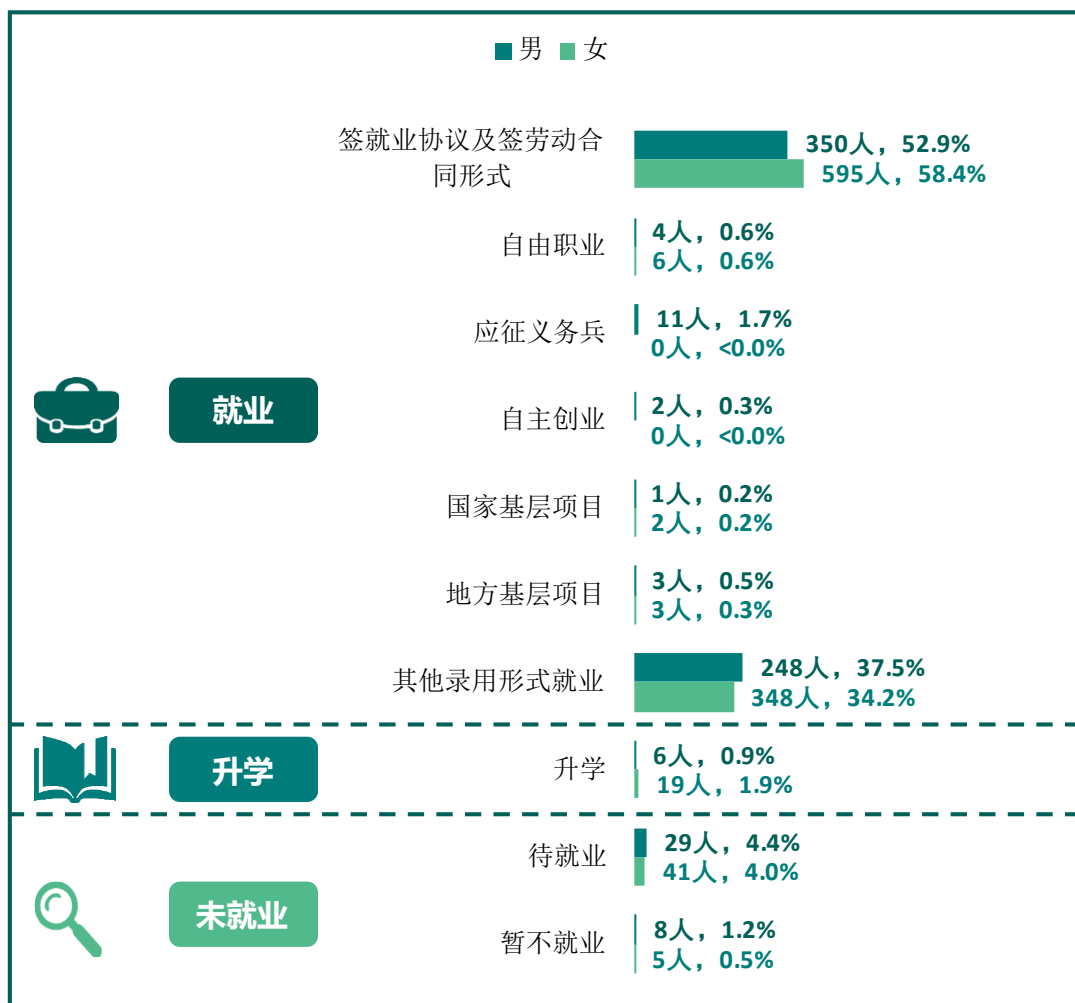 男 女
签就业协议及签劳动合
同形式
350人，52.9%
595人，58.4%
自由职业
4人，0.6%
6人，0.6%
应征义务兵
11人，1.7%
0人，<0.0%
就业
自主创业
2人，0.3%
0人，<0.0%
国家基层项目
1人，0.2%
2人，0.2%
地方基层项目
3人，0.5%
3人，0.3%
其他录用形式就业
248人，37.5%
348人，34.2%
升学
升学
6人，0.9%
19人，1.9%
待就业
29人，4.4%
41人，4.0%
未就业
暂不就业
8人，1.2%
5人，0.5%